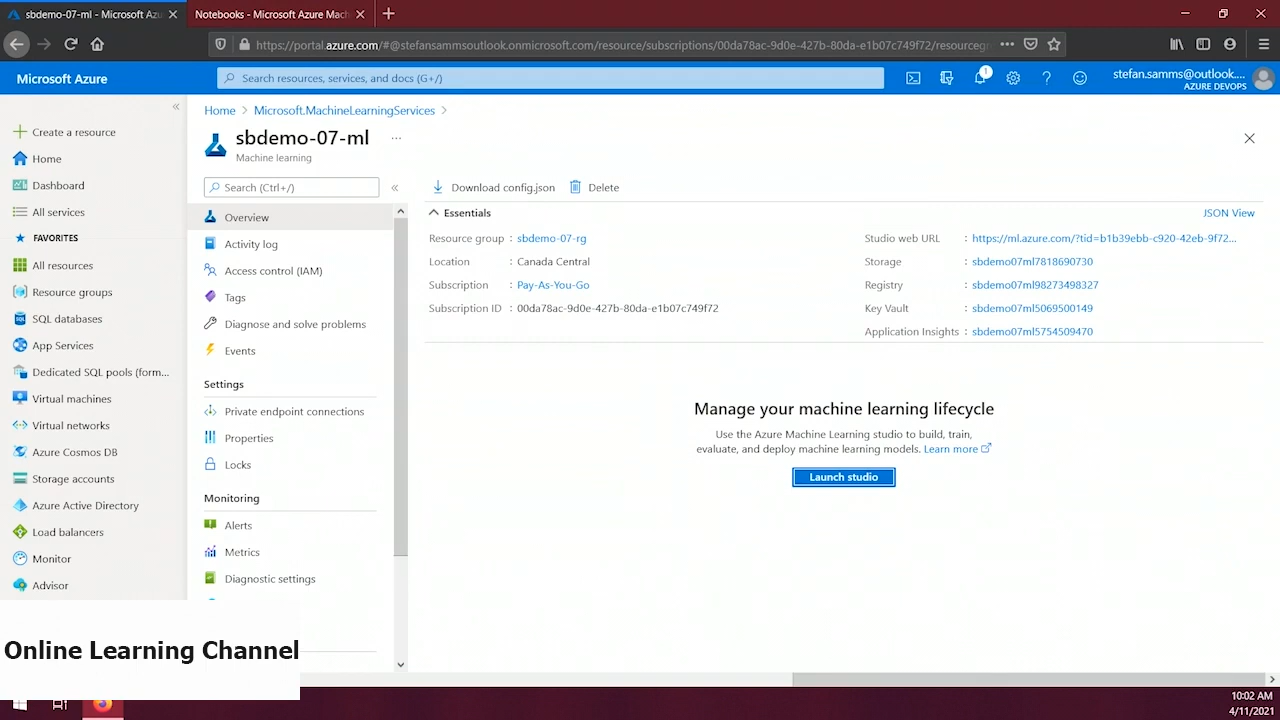 sbdemo-07-ml - Microsoft Azu
Notebooks - Microsoft Azure Mach
https://portal.azure.com/#@stefansammsoutlook.onmicrosoft.com/resource/subscriptions/00da78ac-9d0e-427b-80da-e1b07c749f72/resourcegr
Microsoft Azure
Search resources, services, and docs (G+/)
1
stefan.samms@outlook....
AZURE DEVOPS
Create a resource
Home
Dashboard
All services
FAVORITES
All resources
Resource groups
SQL databases
App Services
Dedicated SQL pools (form...
Virtual machines
Virtual networks
Azure Cosmos DB
Storage accounts
Azure Active Directory
Load balancers
Monitor
Advisor
Home > Microsoft.MachineLearningServices >
sbdemo-07-ml ...
Machine learning
Search (Ctrl+/)
Overview
Activity log
Access control (IAM)
Tags
Diagnose and solve problems
Events
Settings
Private endpoint connections
Properties
Locks
Monitoring
Alerts
Metrics
Diagnostic settings
Download config.json
Delete
Essentials
JSON View
Resource group : sbdemo-07-rg
Location : Canada Central
Subscription : Pay-As-You-Go
Subscription ID : 00da78ac-9d0e-427b-80da-e1b07c749f72
Studio web URL : https://ml.azure.com/?tid=b1b39ebb-c920-42eb-9f72...
Storage : sbdemo07ml7818690730
Registry : sbdemo07ml98273498327
Key Vault : sbdemo07ml5069500149
Application Insights : sbdemo07ml5754509470
Manage your machine learning lifecycle
Use the Azure Machine Learning studio to build, train,
evaluate, and deploy machine learning models. Learn more
Launch studio
Online Learning Channel
10:02 AM
4/11/2021